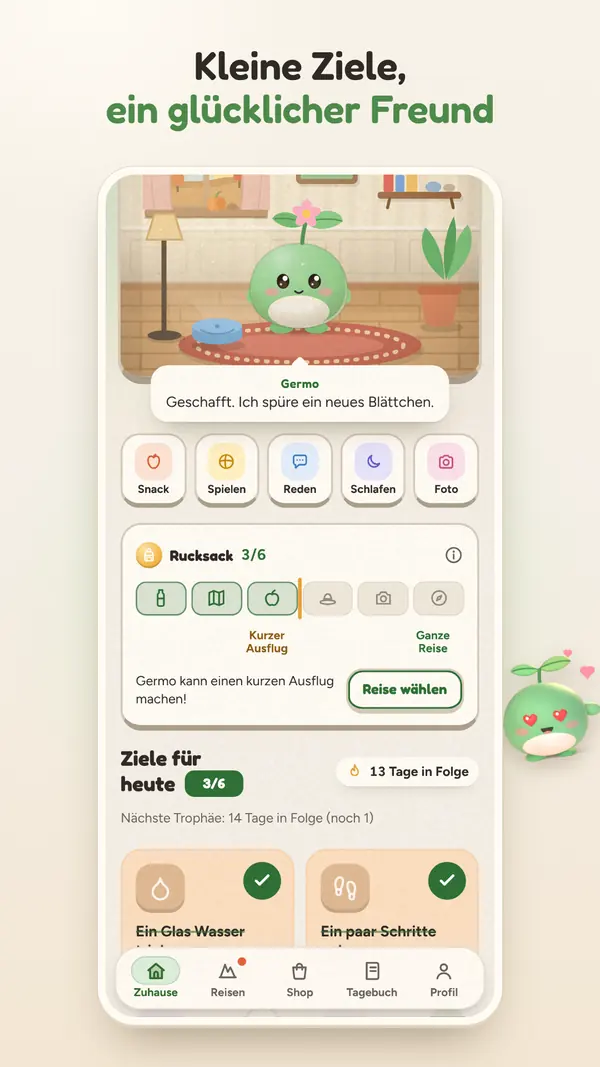 Kleine Ziele,
ein glücklicher Freund
Germo
Geschafft. Ich spüre ein neues Blättchen.
Snack
Spielen
Reden
Schlafen
Foto
Rucksack 3/6
Kurzer
Ausflug
Ganze
Reise
Germo kann einen kurzen Ausflug
machen!
Reise wählen
Ziele für
heute 3/6
13 Tage in Folge
Nächste Trophäe: 14 Tage in Folge (noch 1)
Ein Glas Wasser
Ein paar Schritte
Zuhause
Reisen
Shop
Tagebuch
Profil